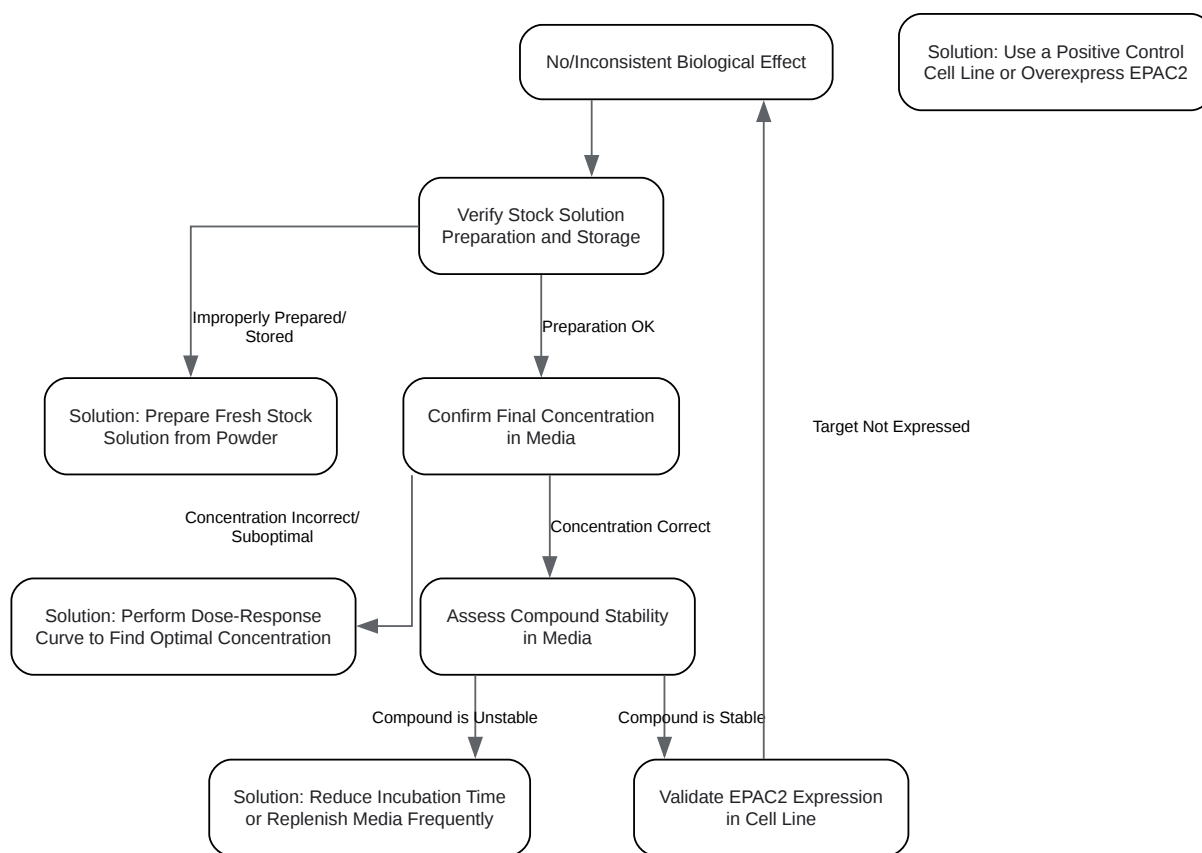 No/Inconsistent Biological Effect
Solution: Use a Positive Control
Cell Line or Overexpress EPAC2
Verify Stock Solution
Preparation and Storage
Improperly Prepared/
Stored
Preparation OK
Solution: Prepare Fresh Stock
Solution from Powder
Confirm Final Concentration
in Media
Target Not Expressed
Concentration Incorrect/
Suboptimal
Concentration Correct
Solution: Perform Dose-Response
Curve to Find Optimal Concentration
Assess Compound Stability
in Media
Compound is Unstable
Compound is Stable
Solution: Reduce Incubation Time
or Replenish Media Frequently
Validate EPAC2 Expression
in Cell Line